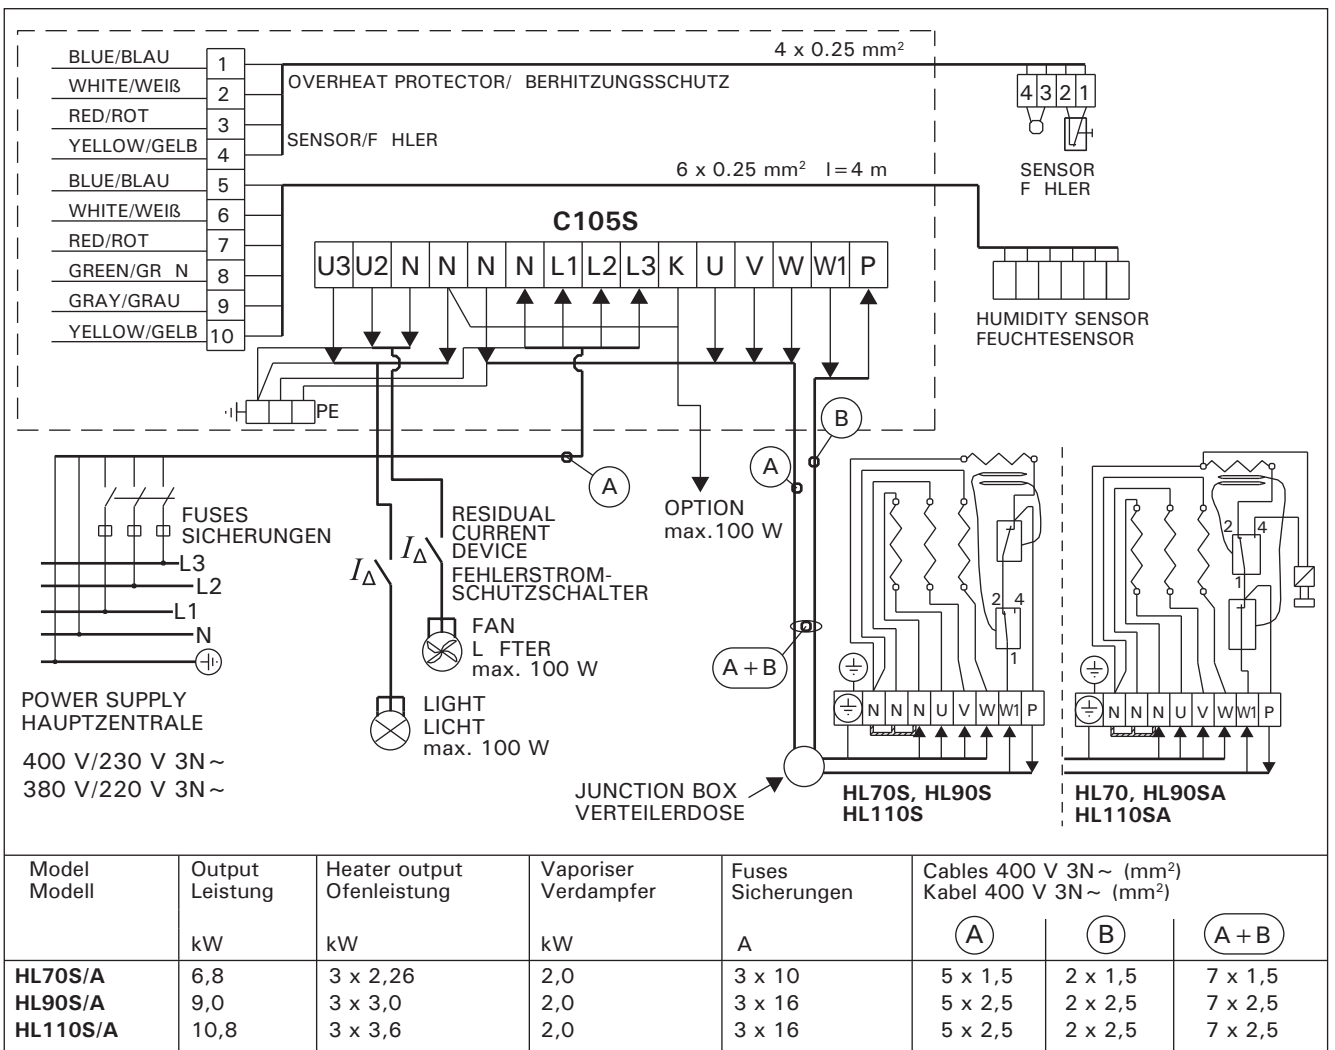 BLUE/BLAU 1
WHITE/WEIß 2
RED/ROT 3
YELLOW/GELB 4
BLUE/BLAU 5
WHITE/WEIß 6
RED/ROT 7
GREEN/GR N 8
GRAY/GRAU 9
YELLOW/GELB 10
4 x 0.25 mm²
OVERHEAT PROTECTOR/ BERHITZUNGSSCHUTZ
SENSOR/F HLER
4 3 2 1
SENSOR
F HLER
6 x 0.25 mm² l=4 m
C105S
U3 U2 N N N N L1 L2 L3 K U V W W1 P
HUMIDITY SENSOR
FEUCHTESENSOR
PE
B
A
A
OPTION
max.100 W
FUSES
SICHERUNGEN
L3
L2
L1
N
POWER SUPPLY
HAUPTZENTRALE
400 V/230 V 3N~
380 V/220 V 3N~
RESIDUAL
CURRENT
DEVICE
FEHLERSTROM-
SCHUTZSCHALTER
IΔ
IΔ
FAN
L FTER
max. 100 W
LIGHT
LICHT
max. 100 W
A+B
JUNCTION BOX
VERTEILERDOSE
2 4
1
N N N U V W W1 P
HL70S, HL90S
HL110S
2 4
1
N N N U V W W1 P
HL70, HL90SA
HL110SA
Model Output Heater output Vaporiser Fuses Cables 400 V 3N~ (mm²)
Modell Leistung Ofenleistung Verdampfer Sicherungen Kabel 400 V 3N~ (mm²)
kW kW kW A A B A+B
HL70S/A 6,8 3 x 2,26 2,0 3 x 10 5 x 1,5 2 x 1,5 7 x 1,5
HL90S/A 9,0 3 x 3,0 2,0 3 x 16 5 x 2,5 2 x 2,5 7 x 2,5
HL110S/A 10,8 3 x 3,6 2,0 3 x 16 5 x 2,5 2 x 2,5 7 x 2,5